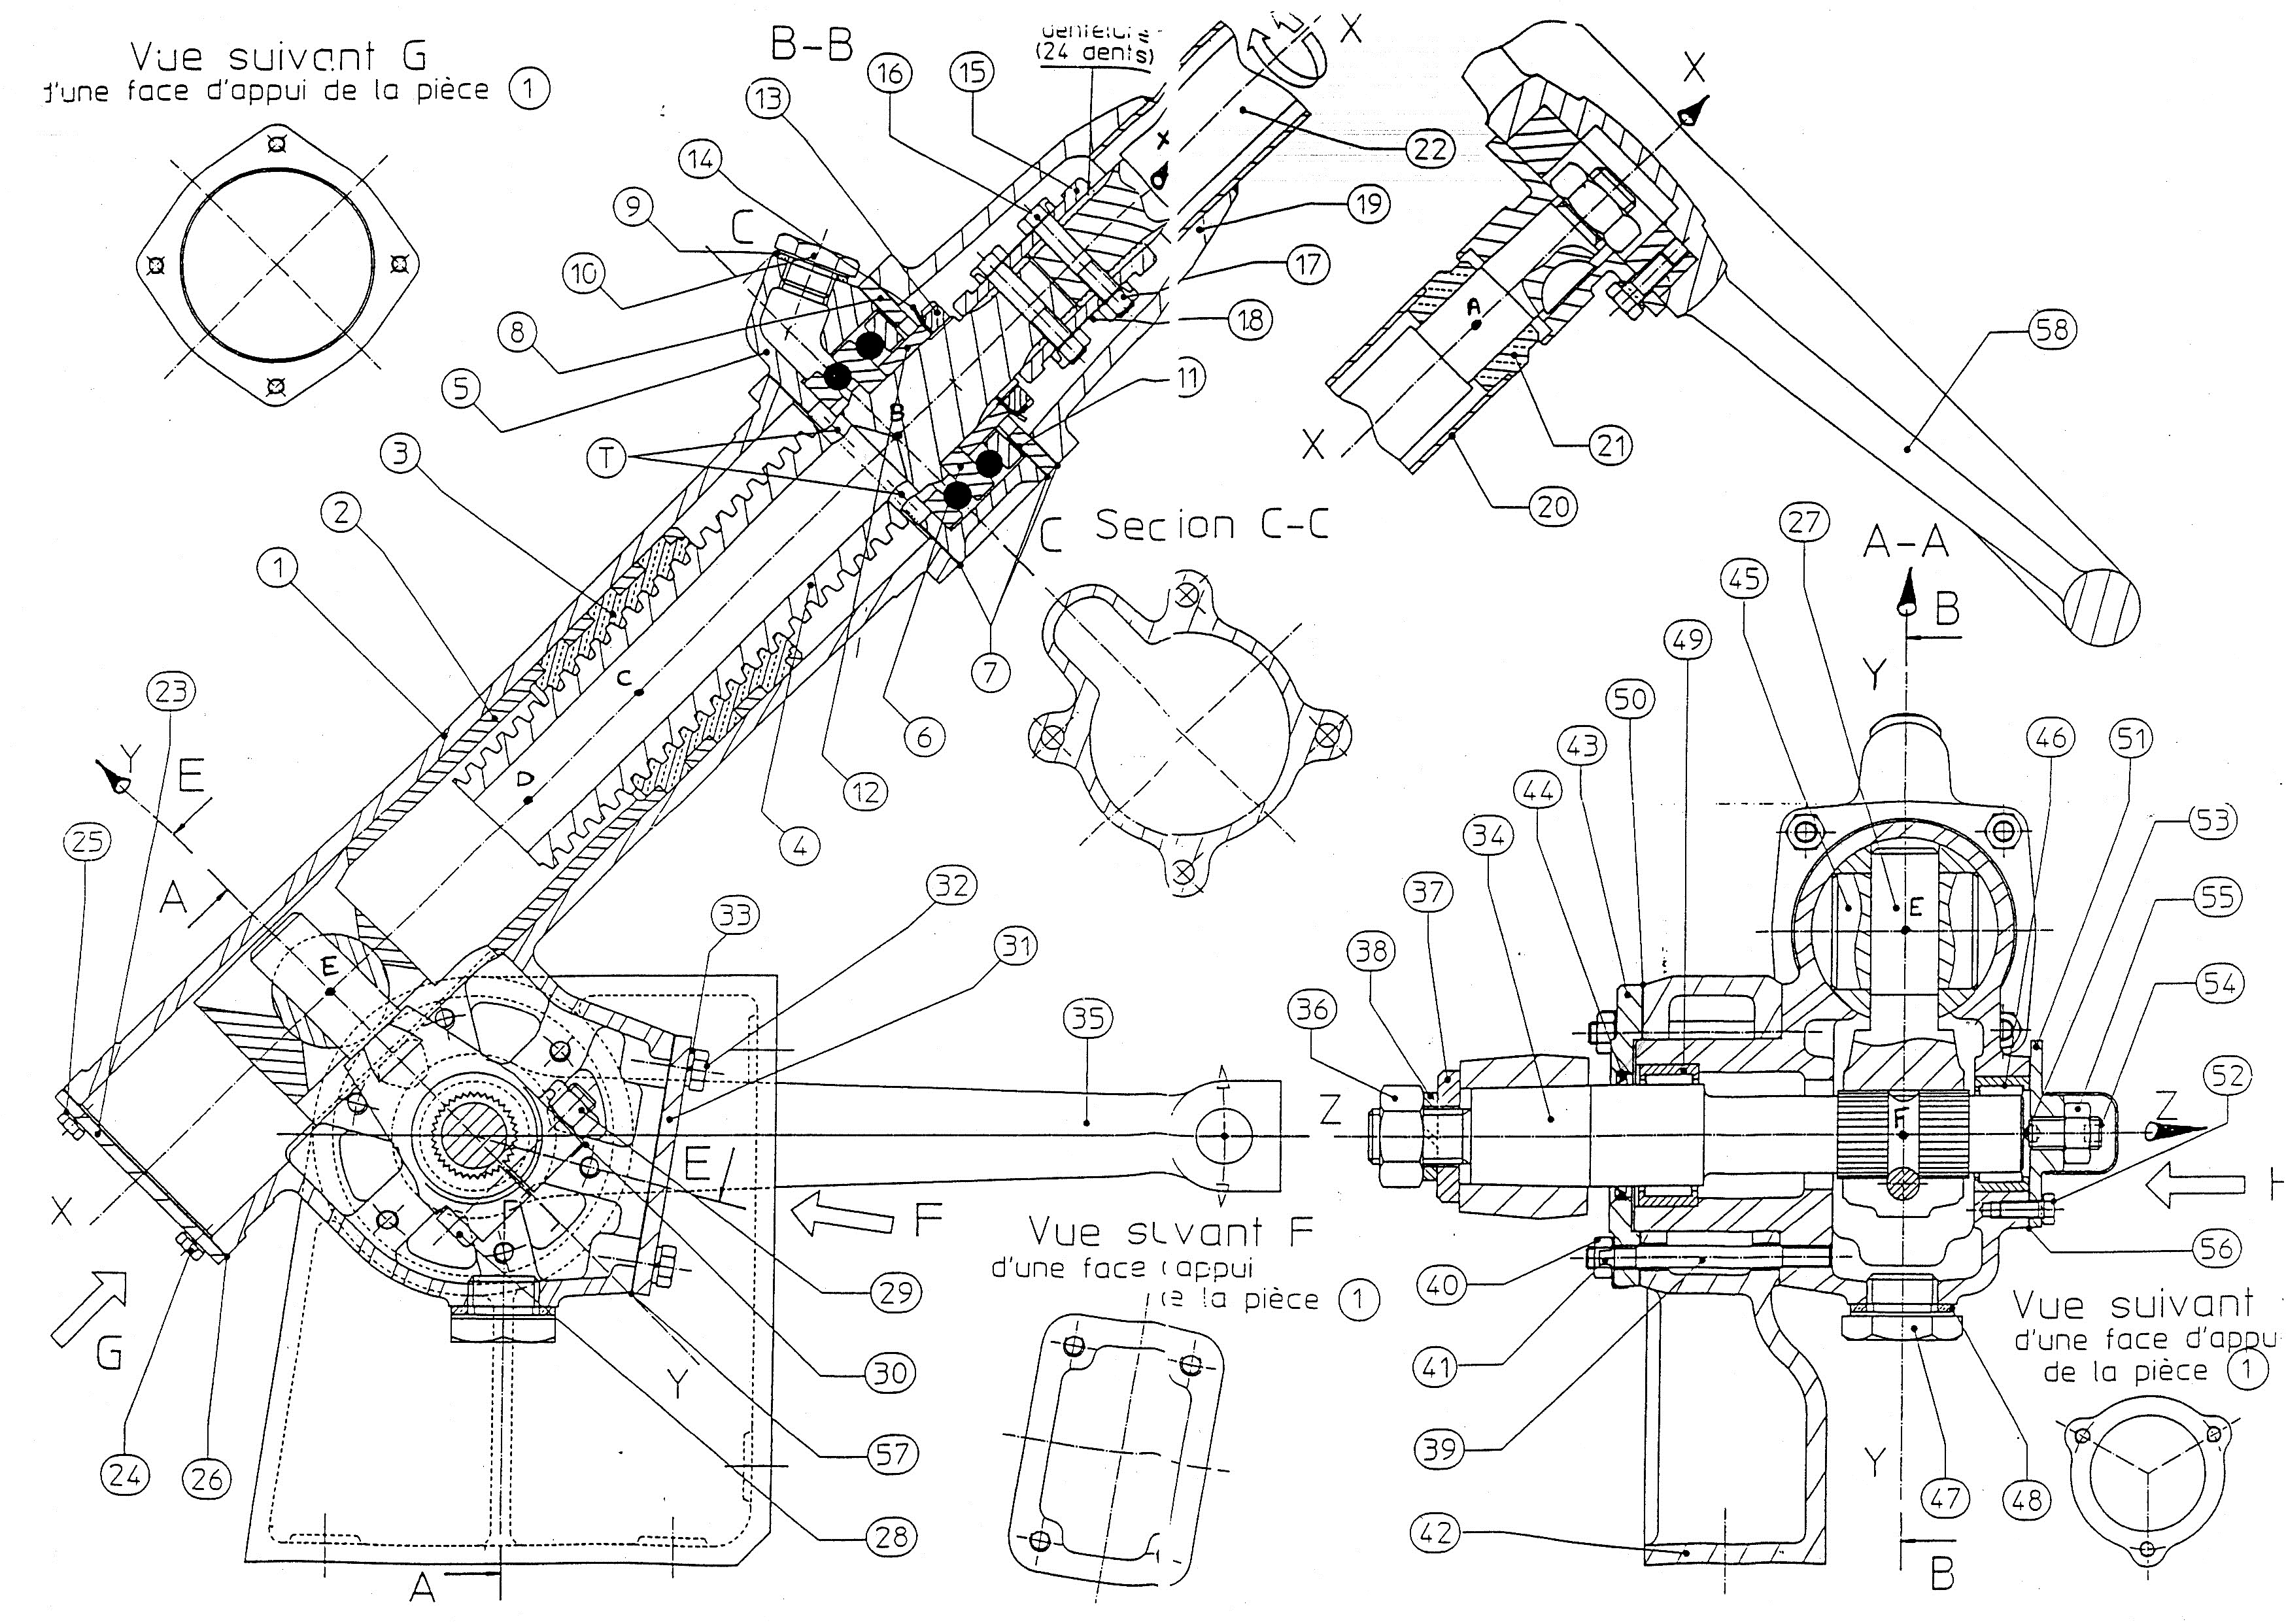 Vue suivant G
d'une face d'appui de la pièce 1
B-B
(24 dents)
X
X
16
15
13
14
9
C
10
8
5
T
3
2
1
22
19
17
18
11
X
B
A
X
58
21
20
C
Section C-C
7
6
12
4
C
D
23
Y
E
25
A
32
33
31
E
35
E
F
X
G
24
26
29
30
57
28
Y
A
Vue suvant F
d'une face appui
la pièce 1
27
A-A
45
B
49
Y
50
43
44
34
37
38
36
46
51
53
55
54
52
E
F
Z
Z
H
56
40
41
39
42
Y
47
48
B
Vue suivant
d'une face d'appu
de la pièce 1